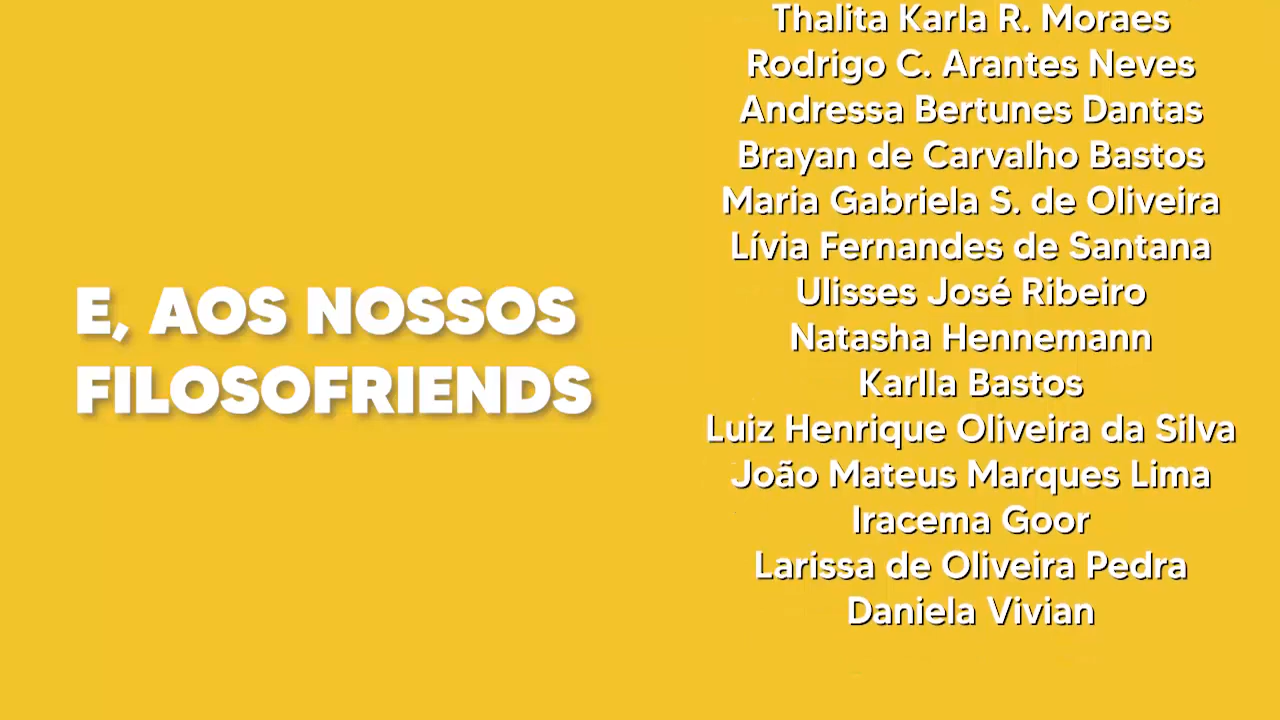 E, AOS NOSSOS
FILOSOFRIENDS
Thalita Karla R. Moraes
Rodrigo C. Arantes Neves
Andressa Bertunes Dantas
Brayan de Carvalho Bastos
Maria Gabriela S. de Oliveira
Lívia Fernandes de Santana
Ulisses José Ribeiro
Natasha Hennemann
Karlla Bastos
Luiz Henrique Oliveira da Silva
João Mateus Marques Lima
Iracema Goor
Larissa de Oliveira Pedra
Daniela Vivian